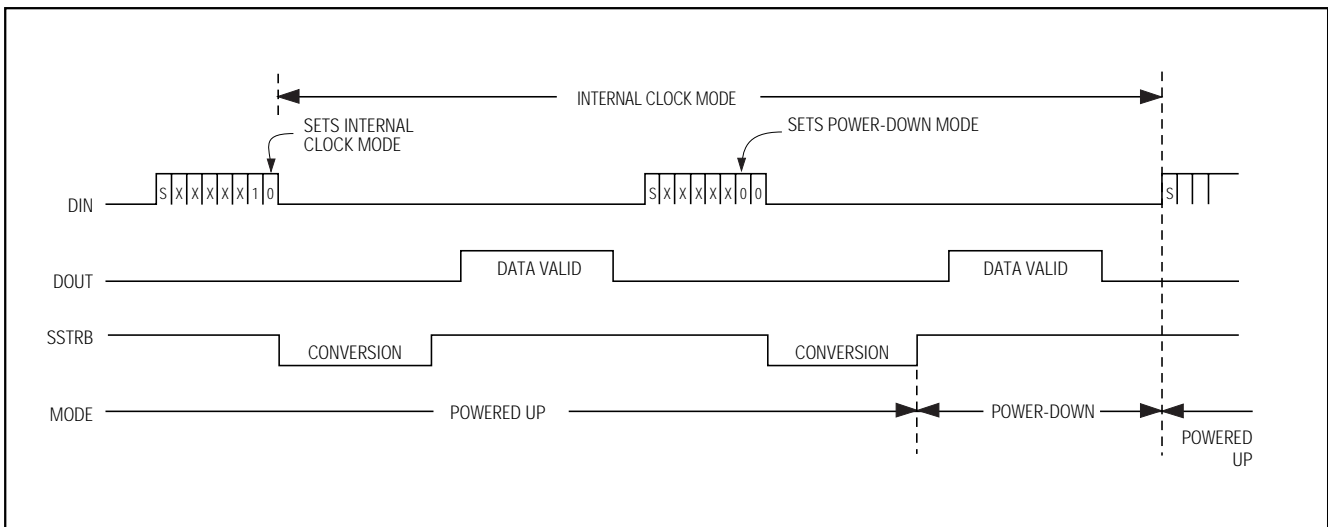 INTERNAL CLOCK MODE
SETS INTERNAL
CLOCK MODE
SETS POWER-DOWN MODE
DIN
S X X X X X 1 0
S X X X X X 0 0
S
DOUT
DATA VALID
DATA VALID
SSTRB
CONVERSION
CONVERSION
MODE
POWERED UP
POWER-DOWN
POWERED
UP